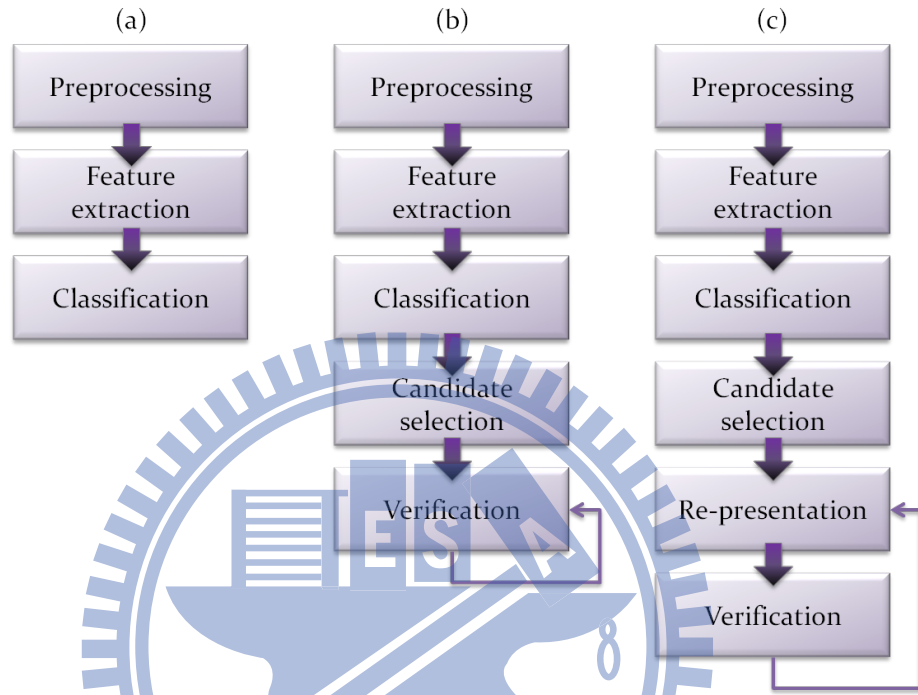 (a)
Preprocessing
Feature
extraction
Classification
(b)
Preprocessing
Feature
extraction
Classification
Candidate
selection
Verification
(c)
Preprocessing
Feature
extraction
Classification
Candidate
selection
Re-presentation
Verification
E S A
8